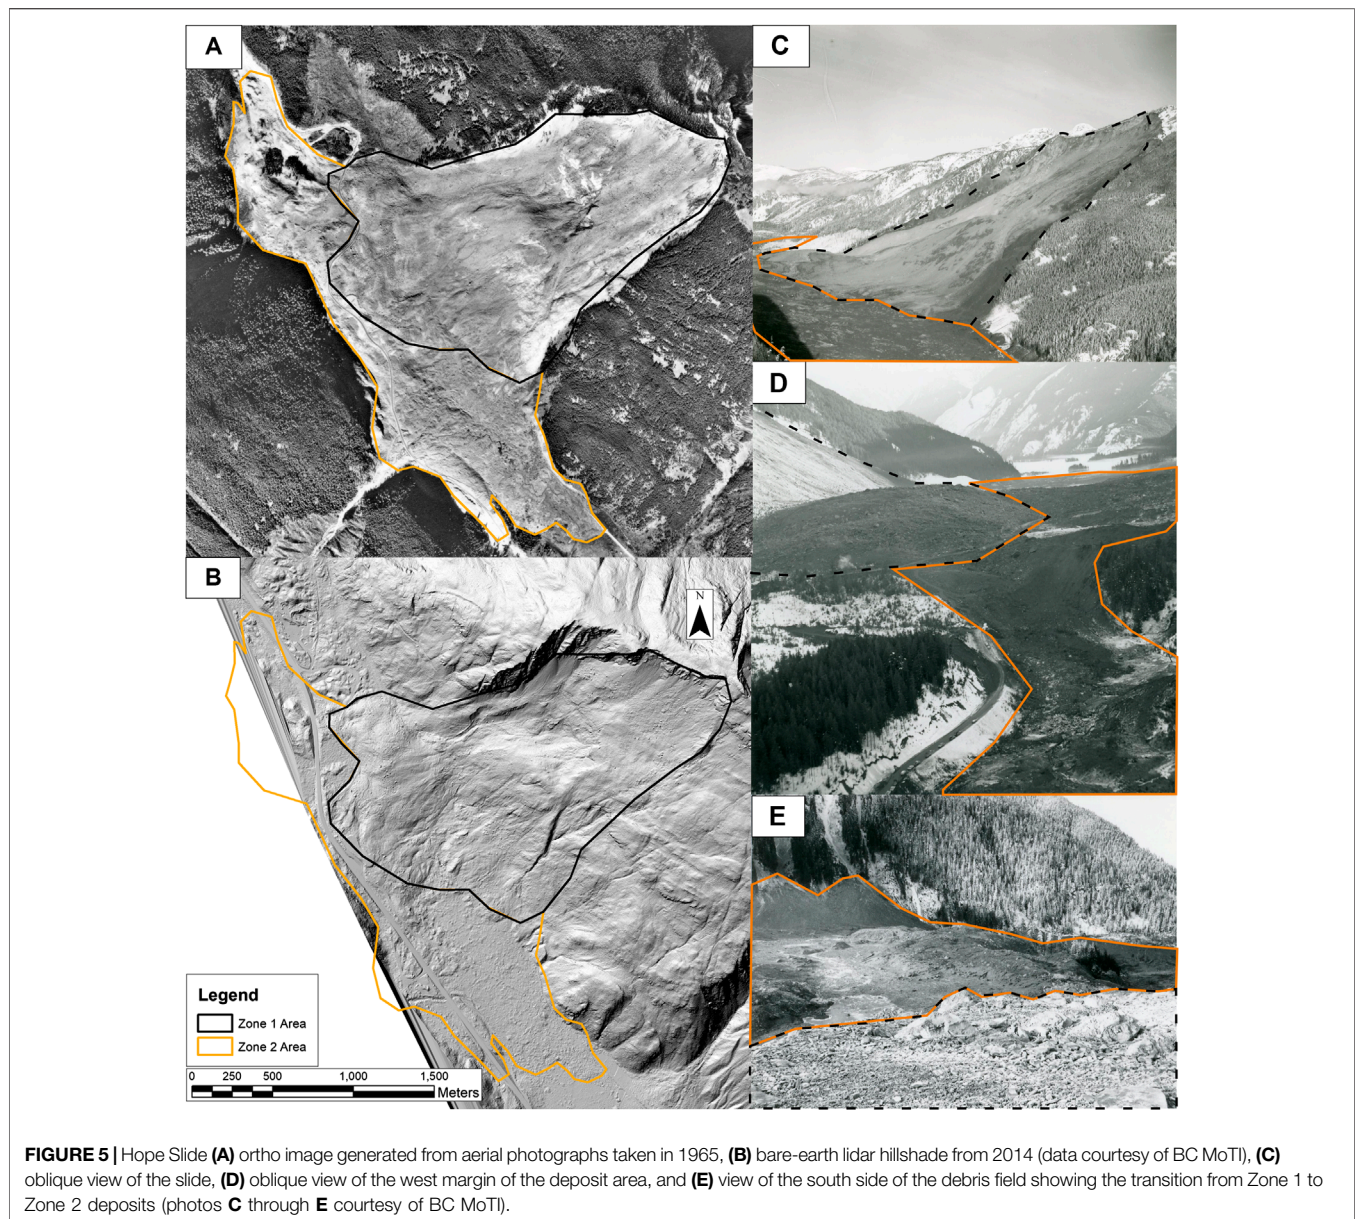 A
C
D
B
N
E
Legend
Zone 1 Area
Zone 2 Area
0 250 500 1,000 1,500
Meters
FIGURE 5 | Hope Slide (A) ortho image generated from aerial photographs taken in 1965, (B) bare-earth lidar hillshade from 2014 (data courtesy of BC MoTI), (C)
oblique view of the slide, (D) oblique view of the west margin of the deposit area, and (E) view of the south side of the debris field showing the transition from Zone 1 to
Zone 2 deposits (photos C through E courtesy of BC MoTI).